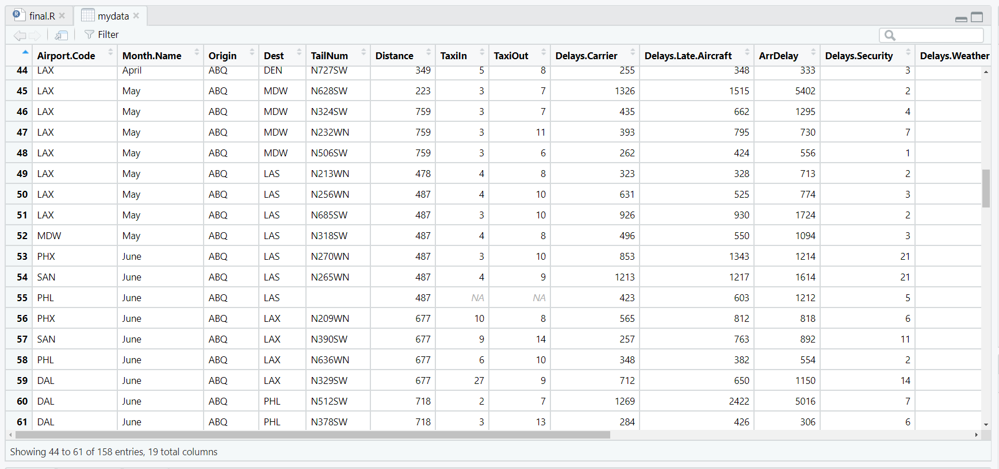 final.R mydata
Filter
Airport.Code Month.Name Origin Dest TailNum Distance TaxiIn TaxiOut Delays.Carrier Delays.Late.Aircraft ArrDelay Delays.Security Delays.Weather
44 LAX April ABQ DEN N727SW 349 5 8 255 348 333 3
45 LAX May ABQ MDW N628SW 223 3 7 1326 1515 5402 2
46 LAX May ABQ MDW N324SW 759 3 7 435 662 1295 4
47 LAX May ABQ MDW N232WN 759 3 11 393 795 730 7
48 LAX May ABQ MDW N506SW 759 3 6 262 424 556 1
49 LAX May ABQ LAS N213WN 478 4 8 323 328 713 2
50 LAX May ABQ LAS N256WN 487 4 10 631 525 774 3
51 LAX May ABQ LAS N685SW 487 3 10 926 930 1724 2
52 MDW May ABQ LAS N318SW 487 4 8 496 550 1094 3
53 PHX June ABQ LAS N270WN 487 3 10 853 1343 1214 21
54 SAN June ABQ LAS N265WN 487 4 9 1213 1217 1614 21
55 PHL June ABQ LAS 487 NA NA 423 603 1212 5
56 PHX June ABQ LAX N209WN 677 10 8 565 812 818 6
57 SAN June ABQ LAX N390SW 677 9 14 257 763 892 11
58 PHL June ABQ LAX N636WN 677 6 10 348 382 554 2
59 DAL June ABQ LAX N329SW 677 27 9 712 650 1150 14
60 DAL June ABQ PHL N512SW 718 2 7 1269 2422 5016 7
61 DAL June ABQ PHL N378SW 718 3 13 284 426 306 6
Showing 44 to 61 of 158 entries, 19 total columns